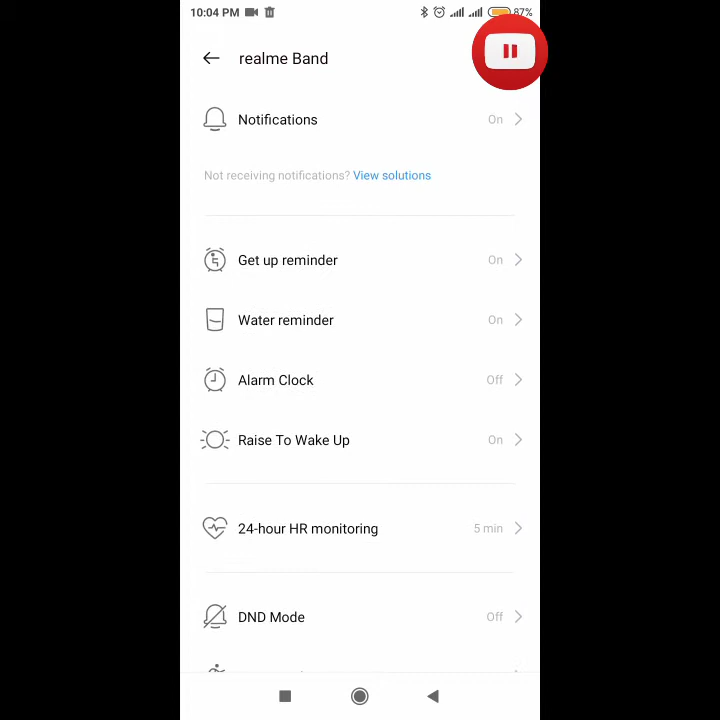 10:04 PM 87%
realme Band
Notifications On
Not receiving notifications? View solutions
Get up reminder On
Water reminder On
Alarm Clock Off
Raise To Wake Up On
24-hour HR monitoring 5 min
DND Mode Off